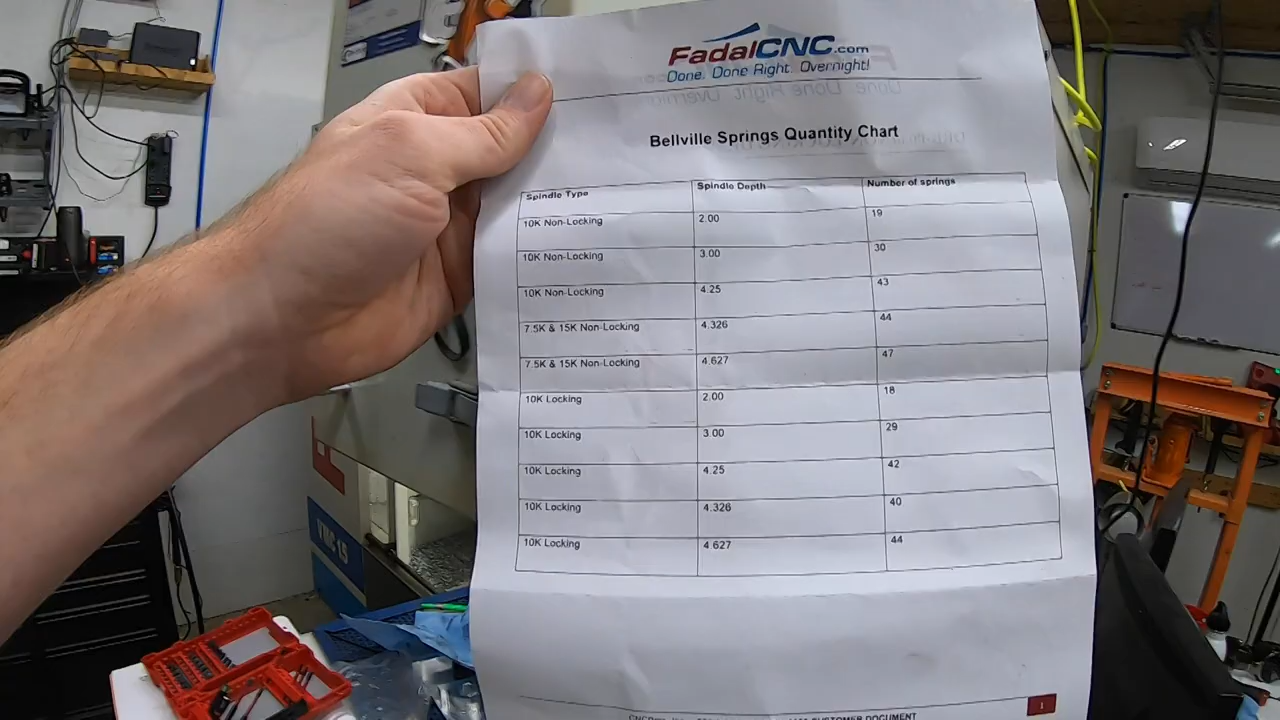 FadalCNC.com
Done. Done Right. Overnight!
Bellville Springs Quantity Chart
Spindle Type Spindle Depth Number of springs
10K Non-Locking 2.00 19
10K Non-Locking 3.00 30
10K Non-Locking 4.25 43
7.5K & 15K Non-Locking 4.326 44
7.5K & 15K Non-Locking 4.627 47
10K Locking 2.00 18
10K Locking 3.00 29
10K Locking 4.25 42
10K Locking 4.326 40
10K Locking 4.627 44
1
CUSTOMER DOCUMENT
VMC 15